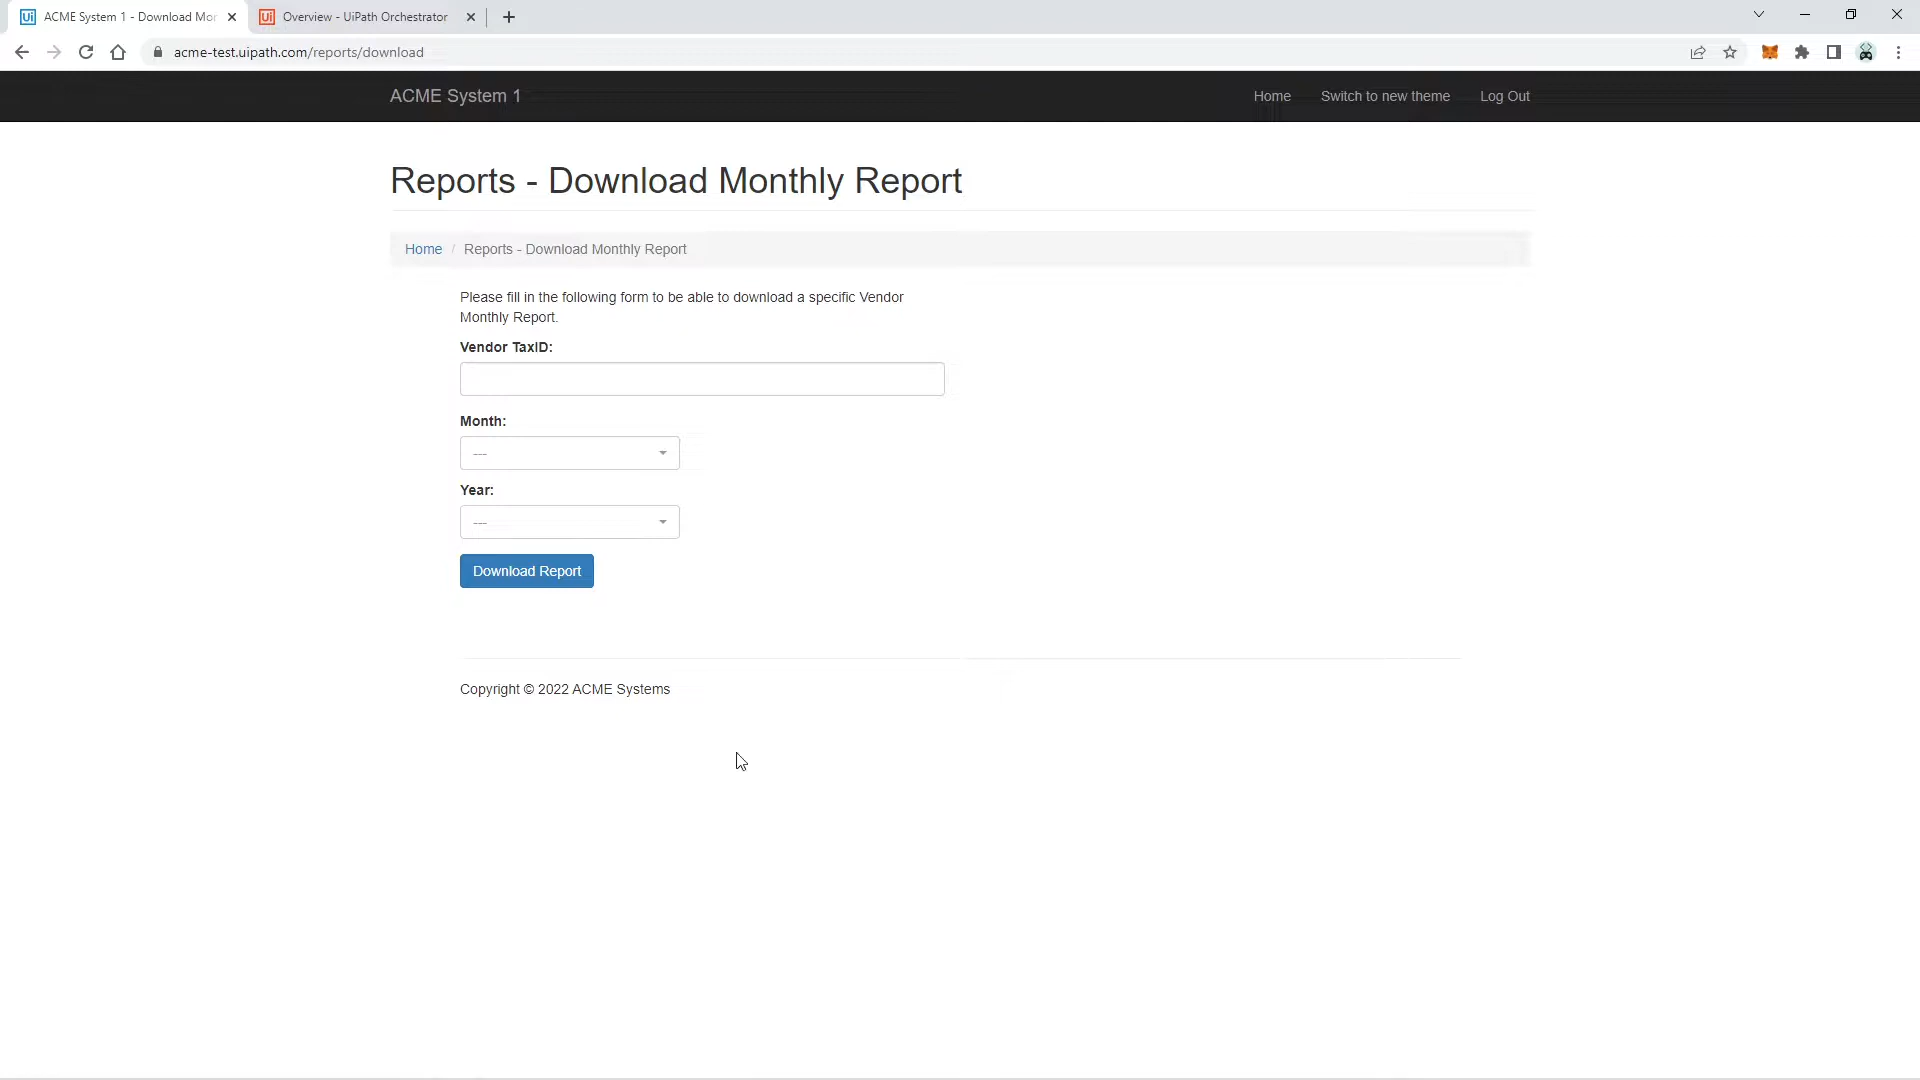 ACME System 1 - Download Mor
Overview - UiPath Orchestrator
acme-test.uipath.com/reports/download
ACME System 1
Home
Switch to new theme
Log Out
Reports - Download Monthly Report
Home / Reports - Download Monthly Report
Please fill in the following form to be able to download a specific Vendor
Monthly Report.
Vendor TaxID:
Month:
---
Year:
---
Download Report
Copyright © 2022 ACME Systems